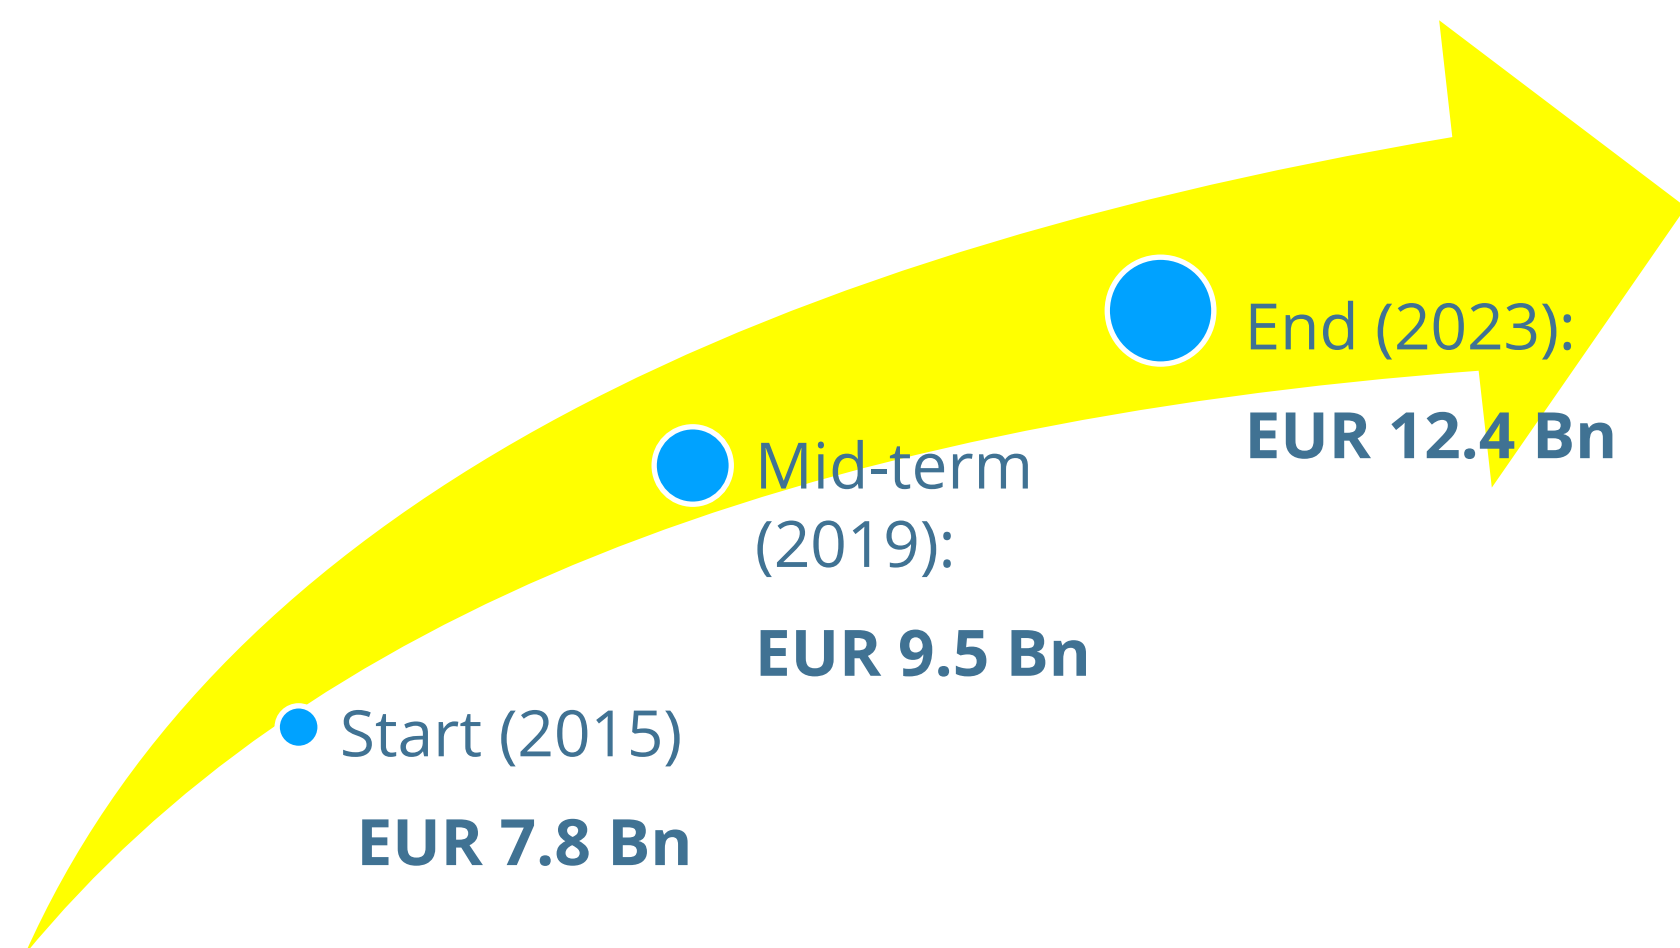 Start (2015)
EUR 7.8 Bn
Mid-term
(2019):
EUR 9.5 Bn
End (2023):
EUR 12.4 Bn